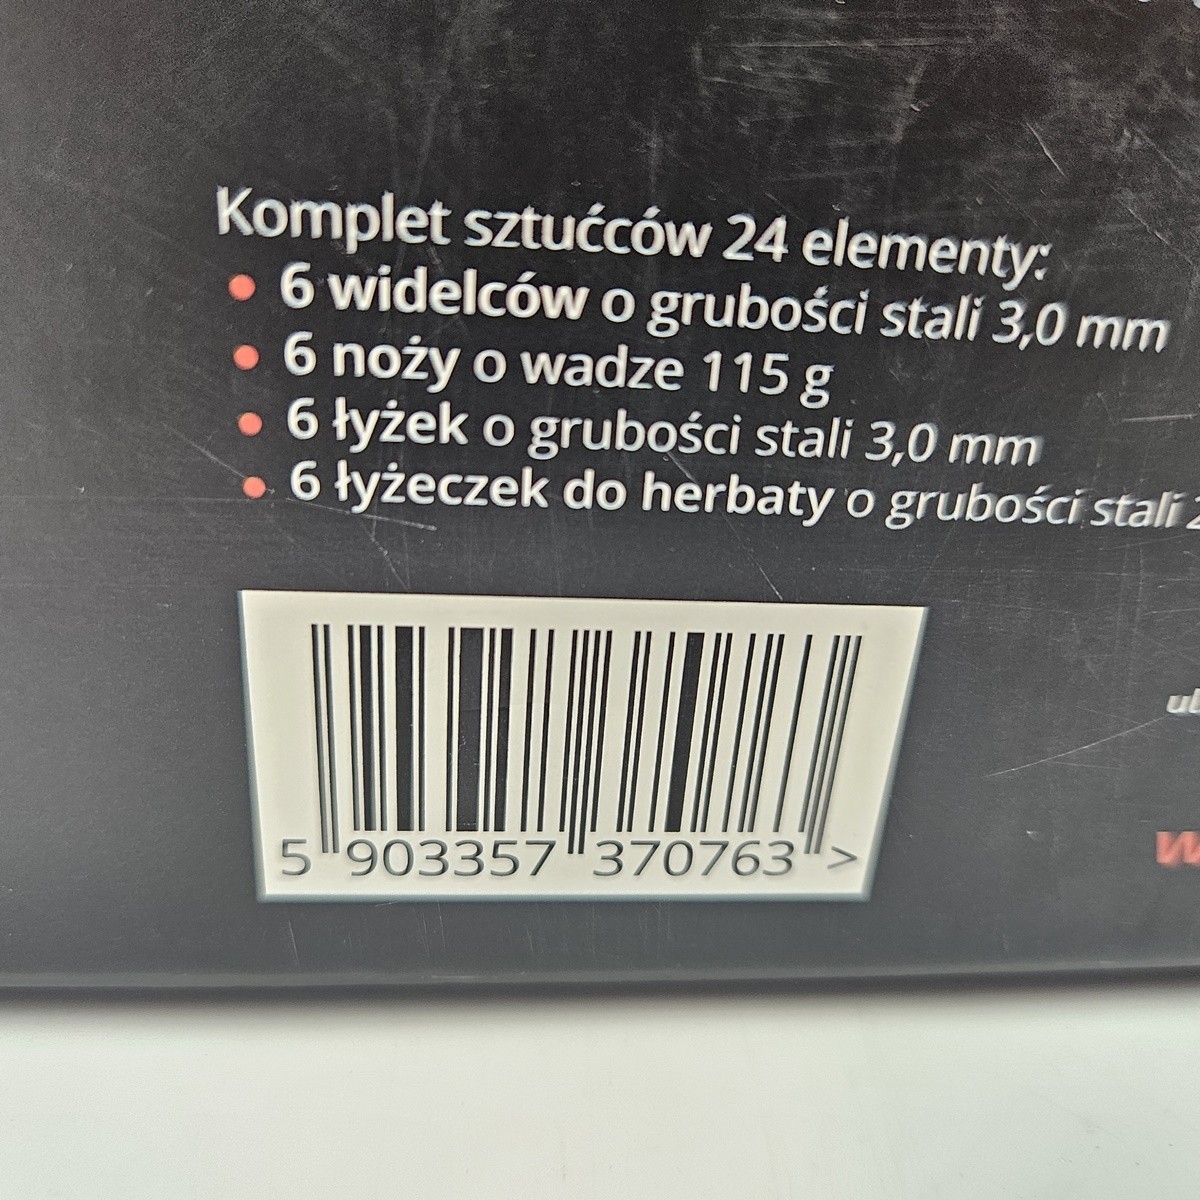 Komplet sztućców 24 elementy:
• 6 widelców o grubości stali 3,0 mm
• 6 noży o wadze 115 g
• 6 łyżek o grubości stali 3,0 mm
• 6 łyżeczek do herbaty o grubości stali
5 903357 370763 >